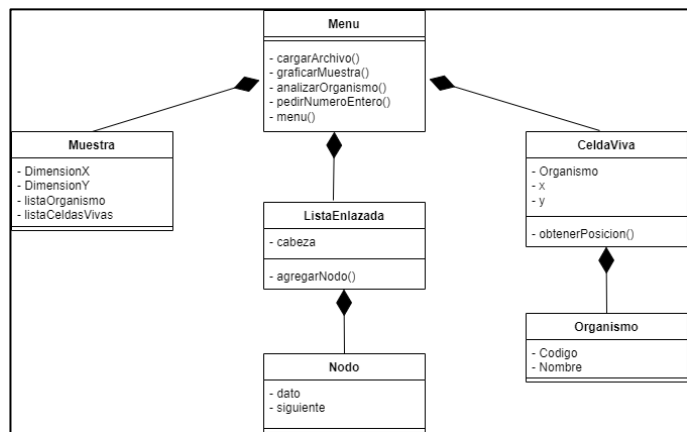 Menu
- cargarArchivo()
- graficarMuestra()
- analizarOrganismo()
- pedirNumeroEntero()
- menu()
Muestra
- DimensionX
- DimensionY
- listaOrganismo
- listaCeldasVivas
ListaEnlazada
- cabeza
- agregarNodo()
Nodo
- dato
- siguiente
CeldaViva
- Organismo
- x
- y
- obtenerPosicion()
Organismo
- Codigo
- Nombre